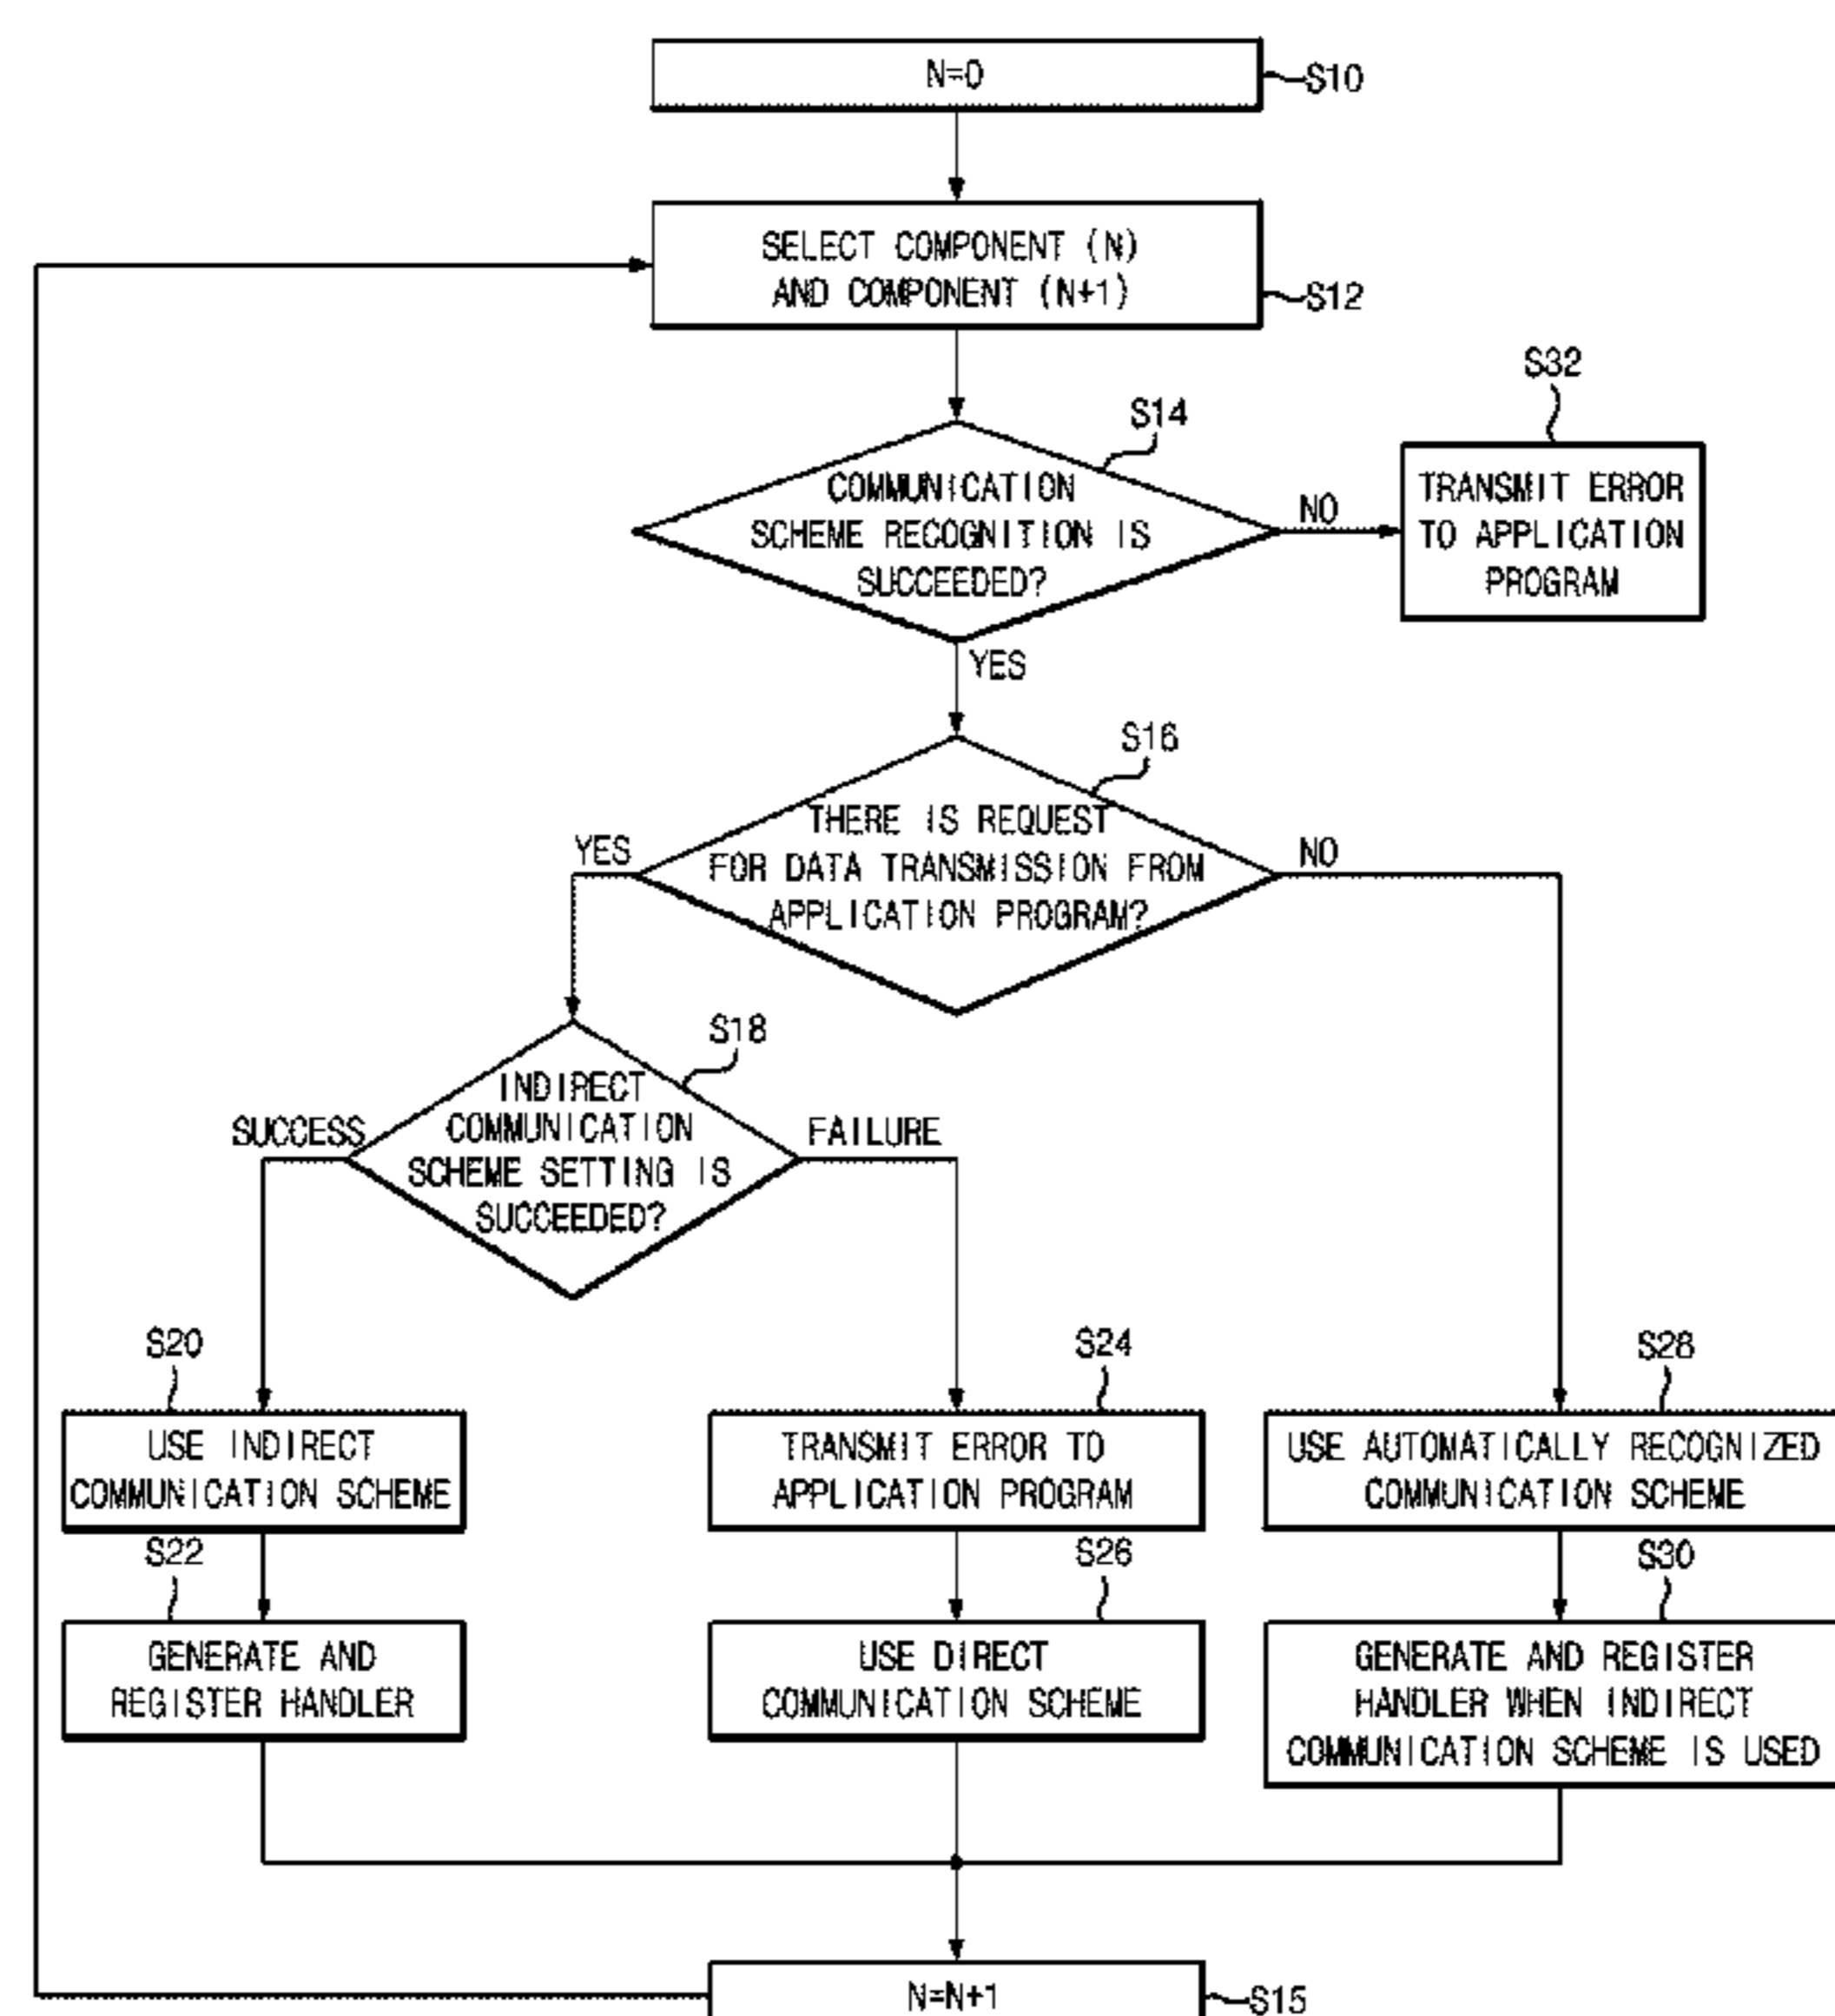 N=0
S10
SELECT COMPONENT (N)
AND COMPONENT (N+1)
S12
S32
S14
COMMUNICATION
SCHEME RECOGNITION IS
SUCCEEDED?
NO
TRANSMIT ERROR
TO APPLICATION
PROGRAM
YES
S16
THERE IS REQUEST
FOR DATA TRANSMISSION FROM
APPLICATION PROGRAM?
YES
NO
S18
INDIRECT
COMMUNICATION
SCHEME SETTING IS
SUCCEEDED?
SUCCESS
FAILURE
S20
USE INDIRECT
COMMUNICATION SCHEME
S24
TRANSMIT ERROR TO
APPLICATION PROGRAM
S28
USE AUTOMATICALLY RECOGNIZED
COMMUNICATION SCHEME
S22
GENERATE AND
REGISTER HANDLER
S26
USE DIRECT
COMMUNICATION SCHEME
S30
GENERATE AND REGISTER
HANDLER WHEN INDIRECT
COMMUNICATION SCHEME IS USED
N=N+1
S15